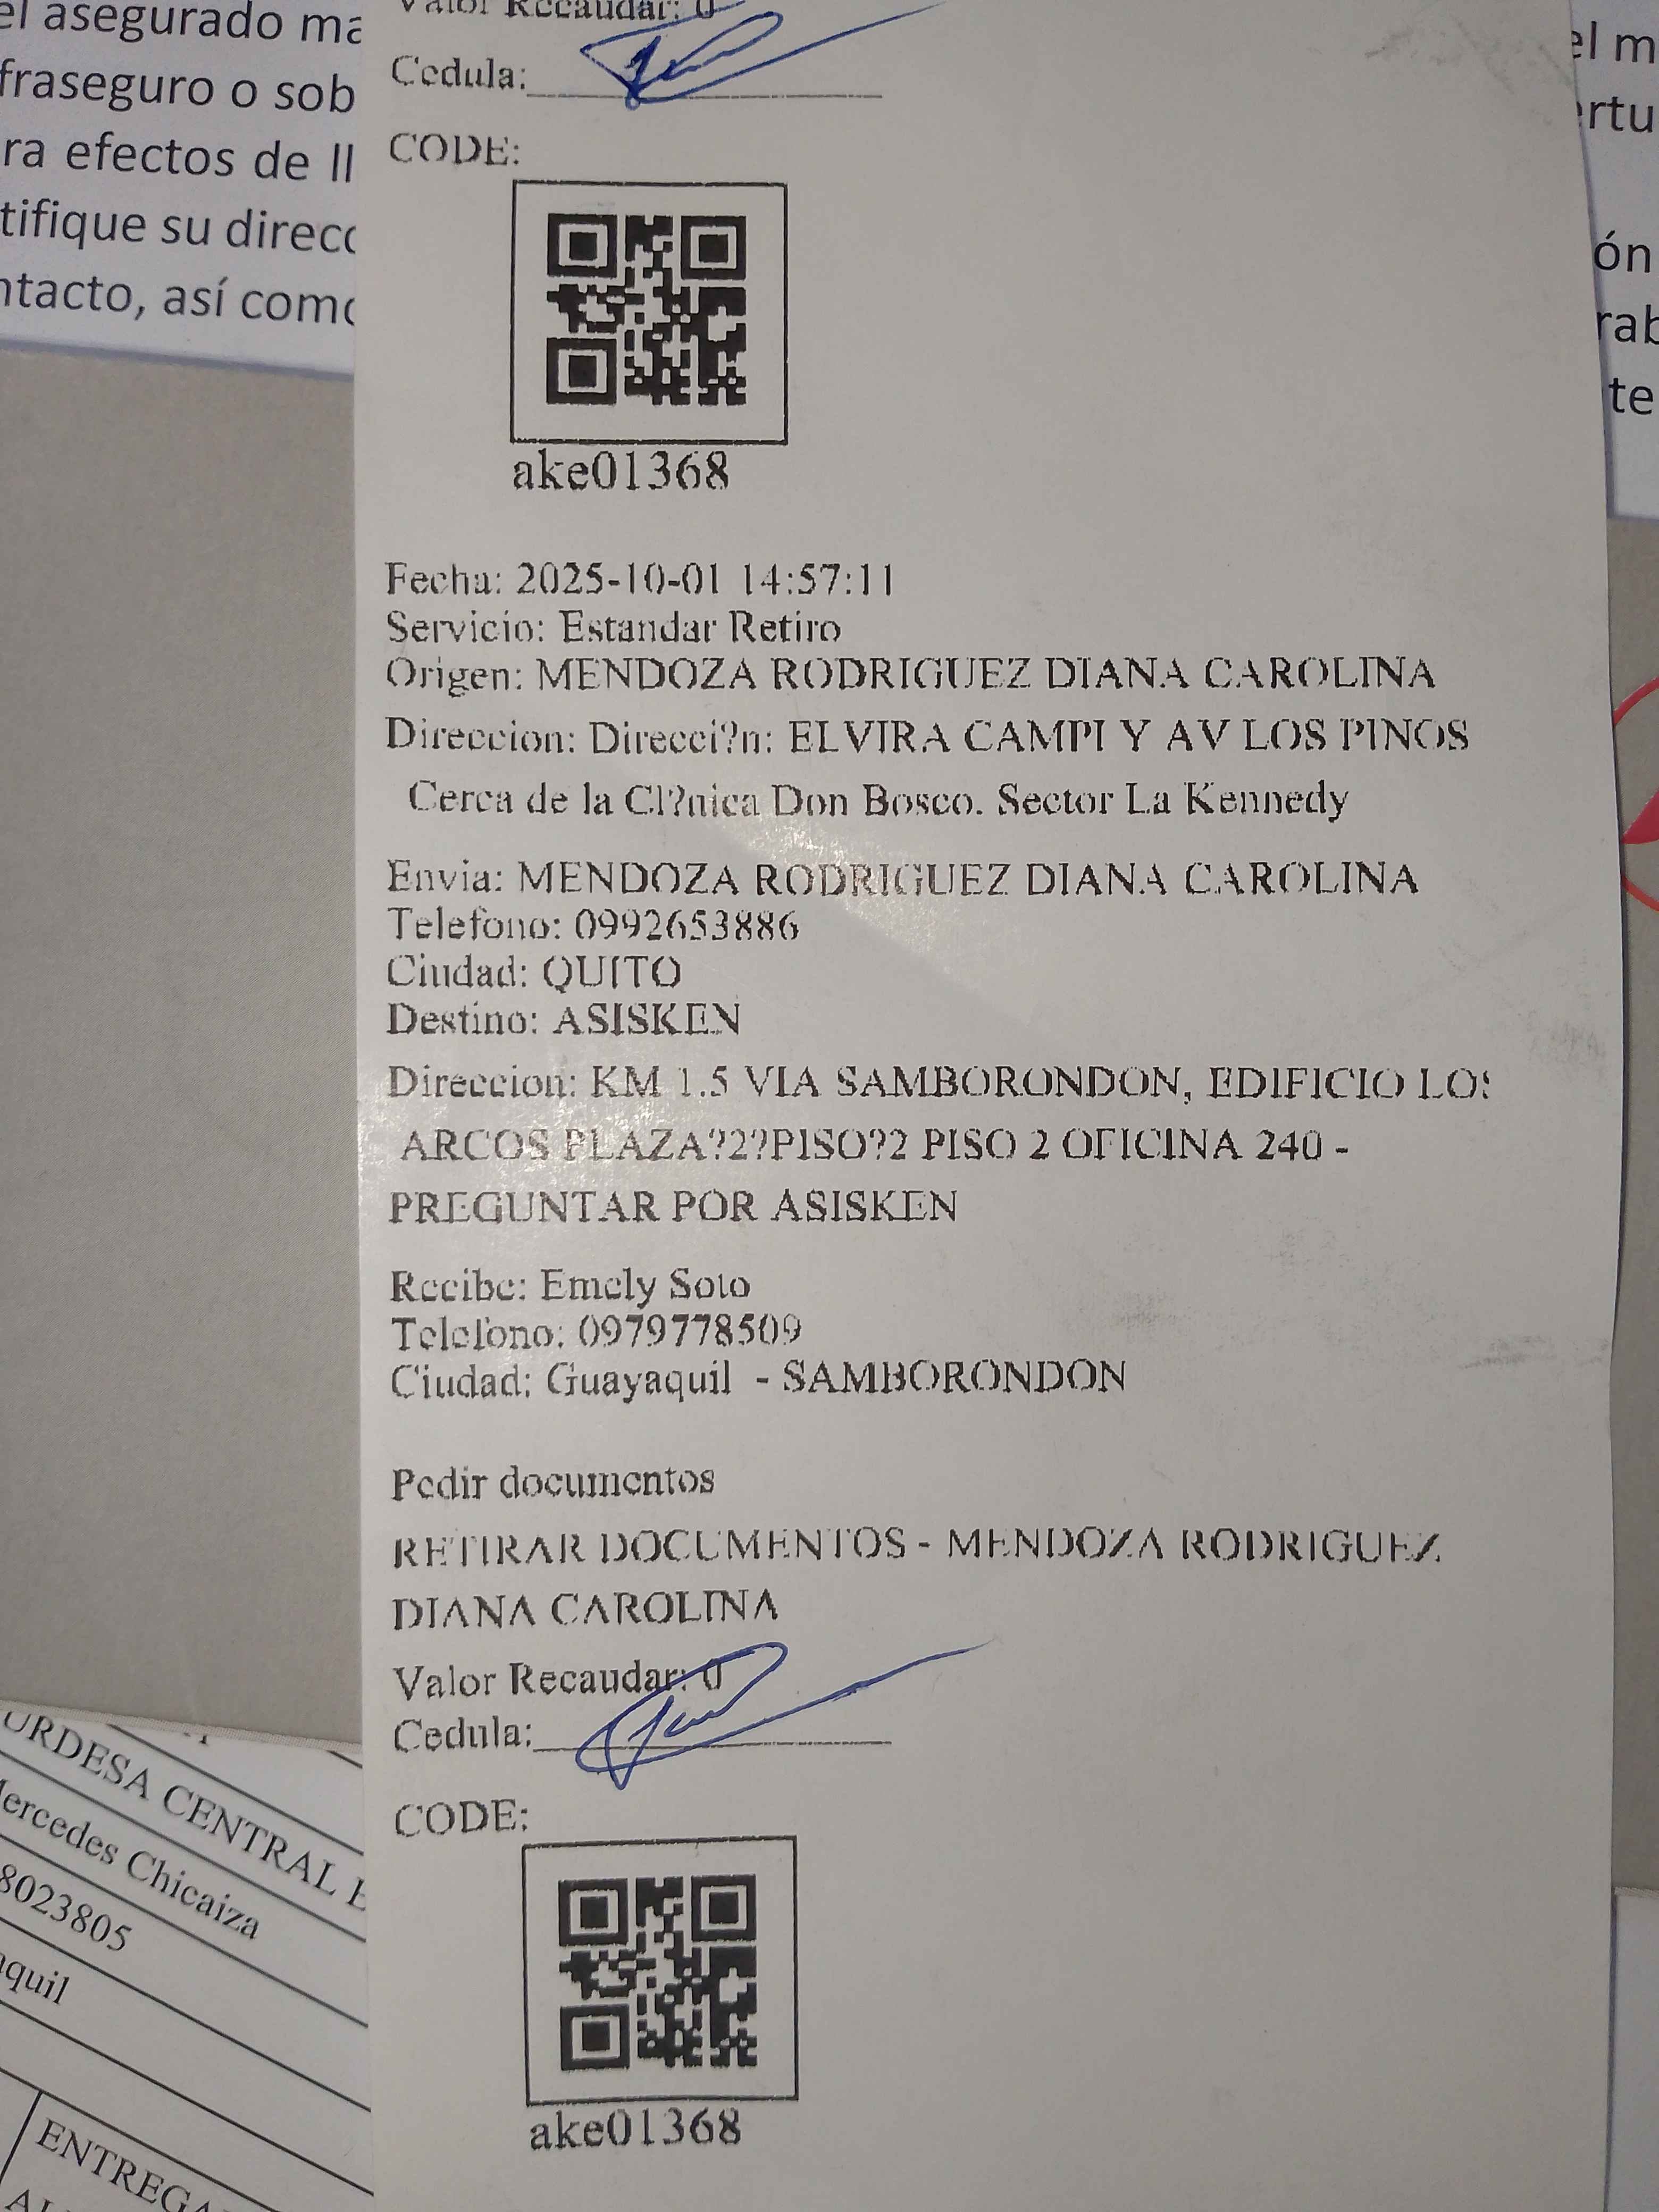 el asegurado ma
fraseguro o sob
ra efectos de ll
tifique su direcc
ntacto, así como
el m
ertu
ón
rab
te
Valor Recaudar: 0
Cedula:
CODE:
ake01368
Fecha: 2025-10-01 14:57:11
Servicio: Estandar Retiro
Origen: MENDOZA RODRIGUEZ DIANA CAROLINA
Direccion: Direcci?n: ELVIRA CAMPI Y AV LOS PINOS
Cerca de la Cl?nica Don Bosco. Sector La Kennedy
Envia: MENDOZA RODRIGUEZ DIANA CAROLINA
Telefono: 0992653886
Ciudad: QUITO
Destino: ASISKEN
Direccion: KM 1.5 VIA SAMBORONDON, EDIFICIO LOS
ARCOS PLAZA?2??PISO?2 PISO 2 OFICINA 240 -
PREGUNTAR POR ASISKEN
Recibe: Emely Soto
Telefono: 0979778509
Ciudad: Guayaquil - SAMBORONDON
Pedir documentos
RETIRAR DOCUMENTOS - MENDOZA RODRIGUEZ
DIANA CAROLINA
Valor Recaudar: 0
Cedula:
CODE:
ake01368
URDESA CENTRAL E
Mercedes Chicaiza
8023805
aquil
ENTREGA